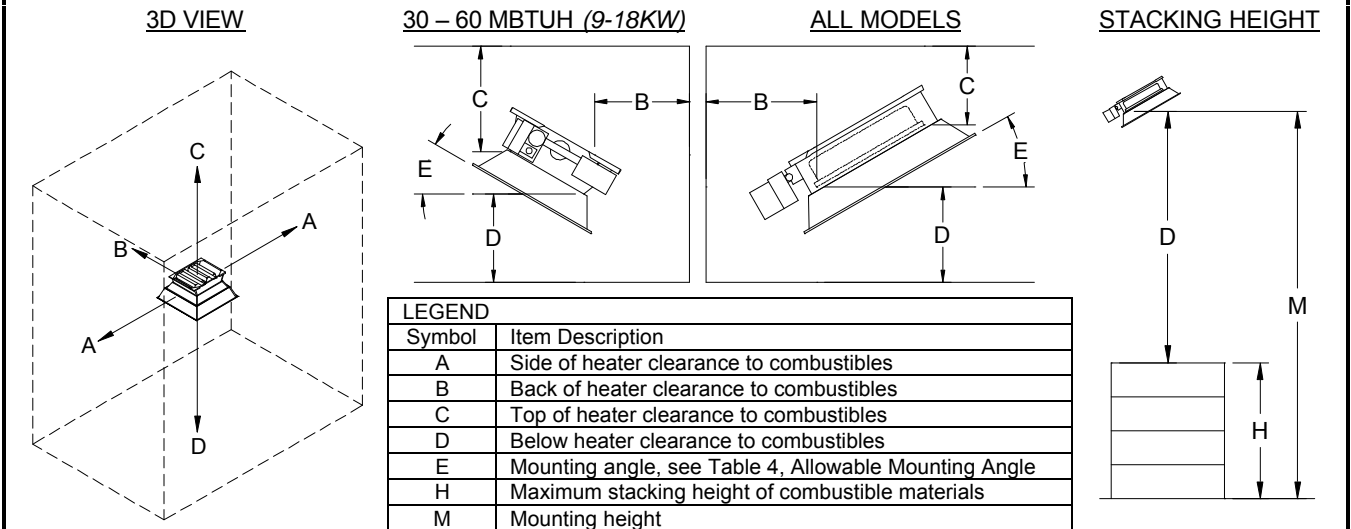 3D VIEW
30 – 60 MBTUH (9-18KW)
ALL MODELS
STACKING HEIGHT
C
A
B
A
D
C
B
E
D
B
C
E
D
D
M
H
LEGEND
Symbol Item Description
A Side of heater clearance to combustibles
B Back of heater clearance to combustibles
C Top of heater clearance to combustibles
D Below heater clearance to combustibles
E Mounting angle, see Table 4, Allowable Mounting Angle
H Maximum stacking height of combustible materials
M Mounting height